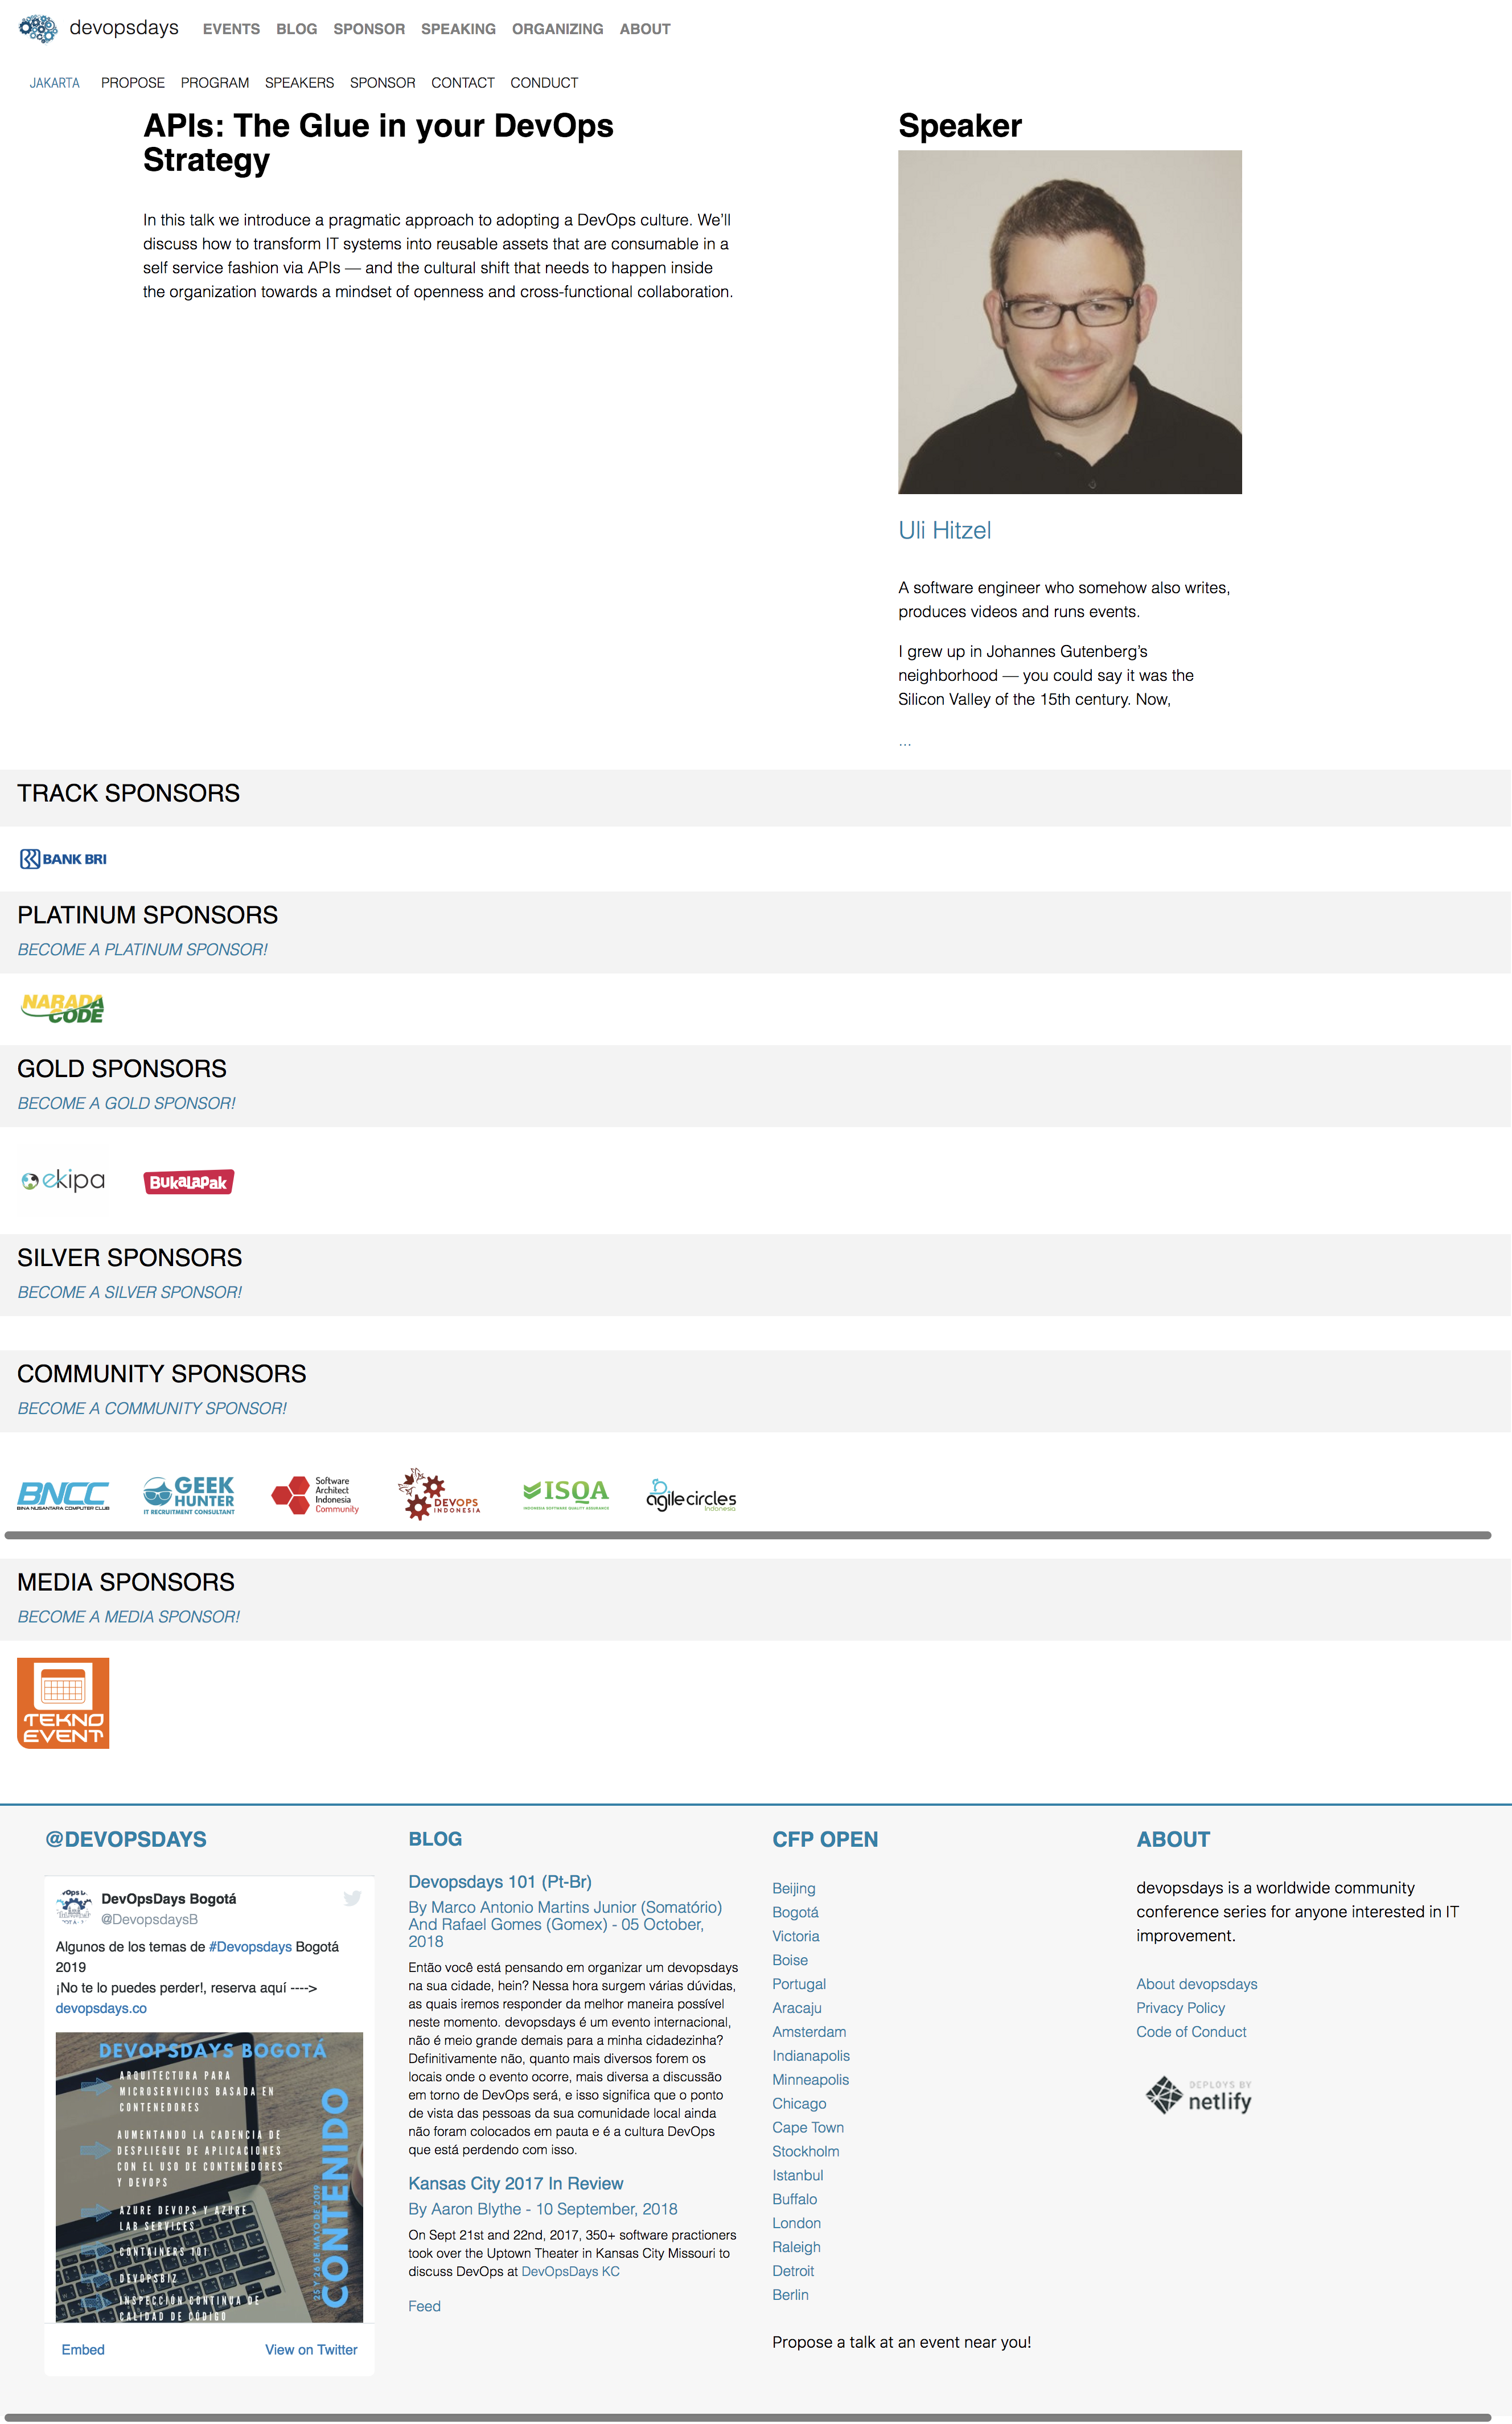 devopsdays
EVENTS BLOG SPONSOR SPEAKING ORGANIZING ABOUT
JAKARTA PROPOSE PROGRAM SPEAKERS SPONSOR CONTACT CONDUCT
APIs: The Glue in your DevOps
Strategy
In this talk we introduce a pragmatic approach to adopting a DevOps culture. We'll
discuss how to transform IT systems into reusable assets that are consumable in a
self service fashion via APIs — and the cultural shift that needs to happen inside
the organization towards a mindset of openness and cross-functional collaboration.
Speaker
Uli Hitzel
A software engineer who somehow also writes,
produces videos and runs events.
I grew up in Johannes Gutenberg's
neighborhood — you could say it was the
Silicon Valley of the 15th century. Now,
...
TRACK SPONSORS
BANK BRI
PLATINUM SPONSORS
BECOME A PLATINUM SPONSOR!
NARADA
CODE
GOLD SPONSORS
BECOME A GOLD SPONSOR!
ekipa
BukaLaPak
SILVER SPONSORS
BECOME A SILVER SPONSOR!
COMMUNITY SPONSORS
BECOME A COMMUNITY SPONSOR!
BNCC
BINA NUSANTARA COMPUTER CLUB
GEEK
HUNTER
IT RECRUITMENT CONSULTANT
Software
Architect
Indonesia
Community
DEVOPS
INDONESIA
ISQA
INDONESIA SOFTWARE QUALITY ASSURANCE
agile circles
indonesia
MEDIA SPONSORS
BECOME A MEDIA SPONSOR!
TEKNO
EVENT
@DEVOPSDAYS
DevOpsDays Bogotá
@DevopsdaysB
Algunos de los temas de #Devopsdays Bogotá
2019
¡No te lo puedes perder!, reserva aquí ---->
devopsdays.co
DEVOPSDAYS BOGOTÁ
ARQUITECTURA PARA
MICROSERVICIOS BASADA EN
CONTENEDORES
AUMENTANDO LA CADENCIA DE
DESPLIEGUE DE APLICACIONES
CON EL USO DE CONTENEDORES
Y DEVOPS
AZURE DEVOPS Y AZURE
LAB SERVICES
CONTAINERS 101
DEVOPSBIZ
INSPECCIÓN CONTINUA DE
CALIDAD DE CÓDIGO
25 Y 26 DE MAYO DE 2019
CONTENIDO
Embed View on Twitter
BLOG
Devopsdays 101 (Pt-Br)
By Marco Antonio Martins Junior (Somatório)
And Rafael Gomes (Gomex) - 05 October,
2018
Então você está pensando em organizar um devopsdays
na sua cidade, hein? Nessa hora surgem várias dúvidas,
as quais iremos responder da melhor maneira possível
neste momento. devopsdays é um evento internacional,
não é meio grande demais para a minha cidadezinha?
Definitivamente não, quanto mais diversos forem os
locais onde o evento ocorre, mais diversa a discussão
em torno de DevOps será, e isso significa que o ponto
de vista das pessoas da sua comunidade local ainda
não foram colocados em pauta e é a cultura DevOps
que está perdendo com isso.
Kansas City 2017 In Review
By Aaron Blythe - 10 September, 2018
On Sept 21st and 22nd, 2017, 350+ software practioners
took over the Uptown Theater in Kansas City Missouri to
discuss DevOps at DevOpsDays KC
Feed
CFP OPEN
Beijing
Bogotá
Victoria
Boise
Portugal
Aracaju
Amsterdam
Indianapolis
Minneapolis
Chicago
Cape Town
Stockholm
Istanbul
Buffalo
London
Raleigh
Detroit
Berlin
Propose a talk at an event near you!
ABOUT
devopsdays is a worldwide community
conference series for anyone interested in IT
improvement.
About devopsdays
Privacy Policy
Code of Conduct
DEPLOYS BY
netlify